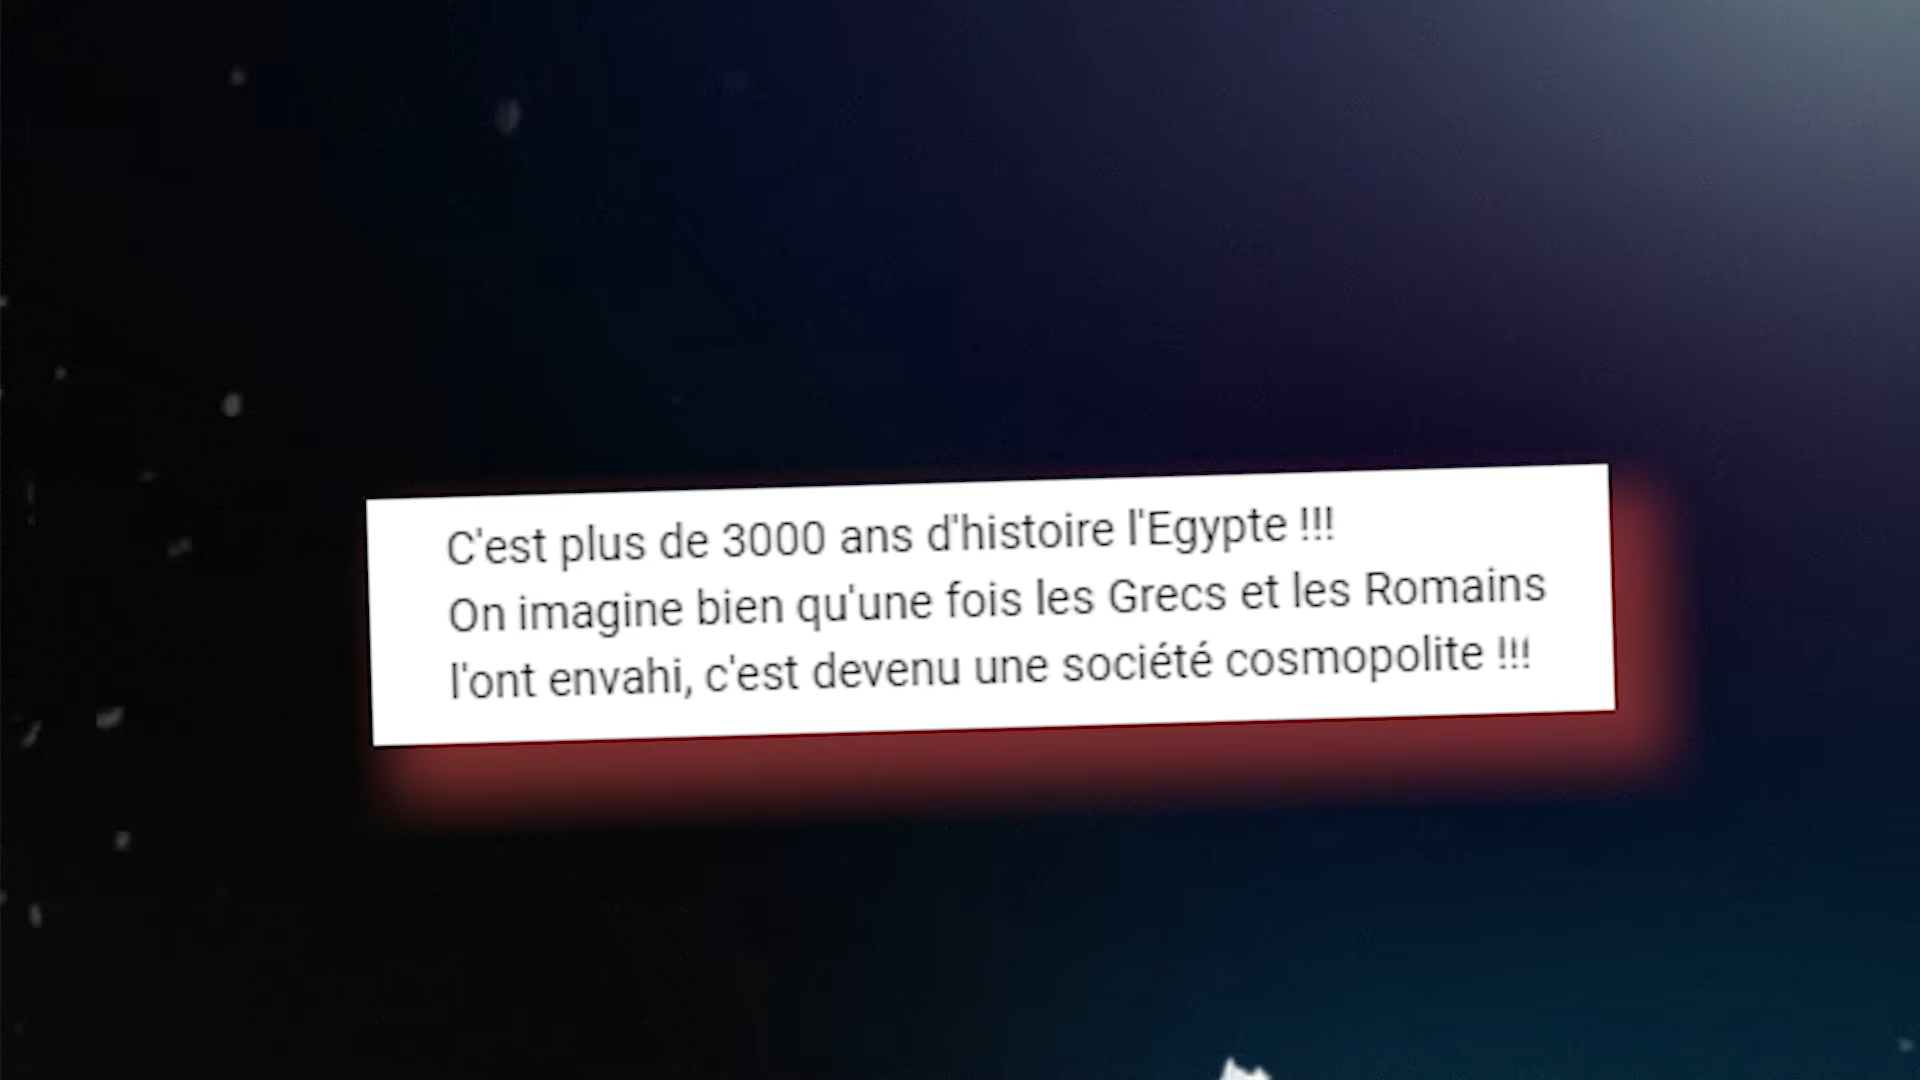 C'est plus de 3000 ans d'histoire l'Egypte !!!
On imagine bien qu'une fois les Grecs et les Romains
l'ont envahi, c'est devenu une société cosmopolite !!!